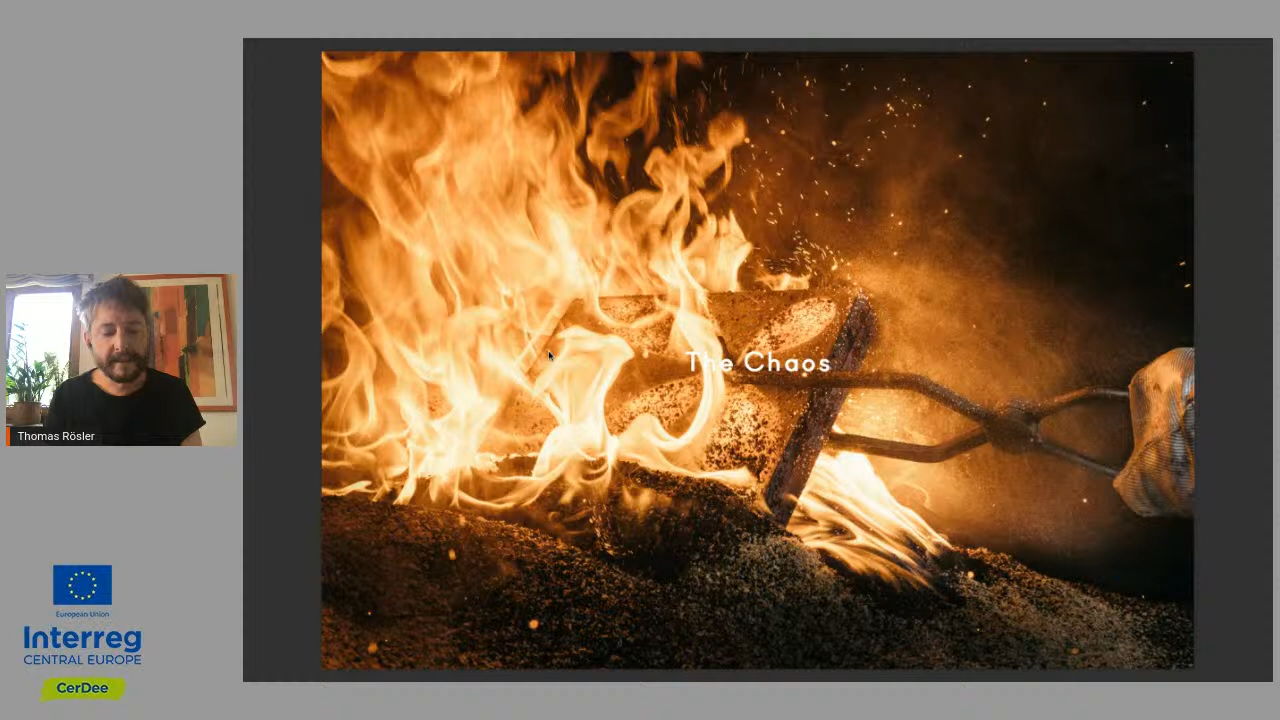 The Chaos
Thomas Rösler
European Union
Interreg
CENTRAL EUROPE
CerDee